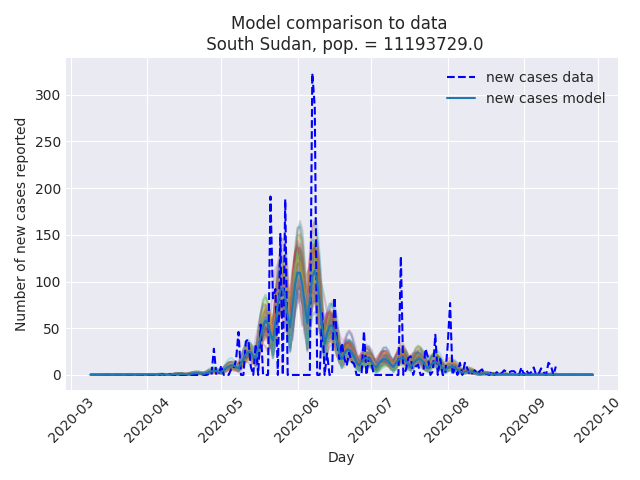 Model comparison to data
South Sudan, pop. = 11193729.0
new cases data
new cases model
Number of new cases reported
300
250
200
150
100
50
0
2020-03
2020-04
2020-05
2020-06
2020-07
2020-08
2020-09
2020-10
Day